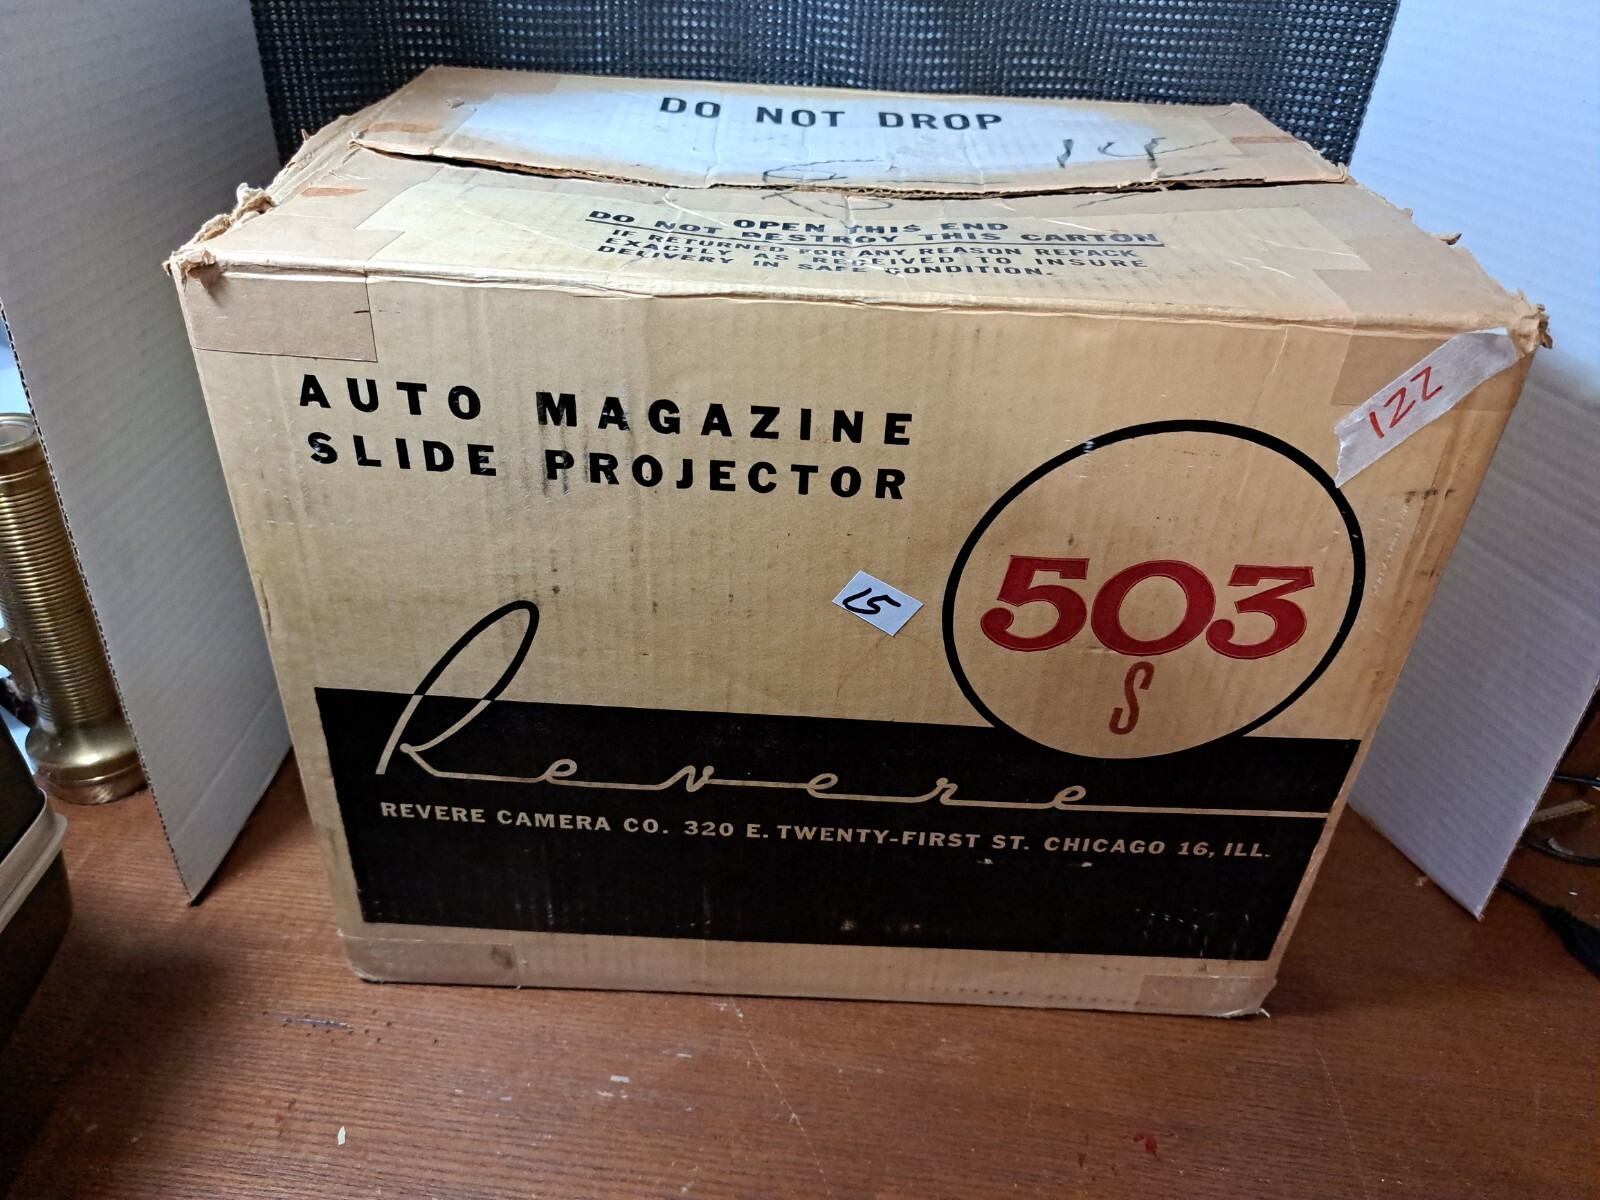 DO NOT DROP
14
DO NOT OPEN THIS END
DO NOT DESTROY THIS CARTON
IF RETURNED FOR ANY REASON REPACK
EXACTLY AS RECEIVED TO INSURE
DELIVERY IN SAFE CONDITION.
122
AUTO MAGAZINE
SLIDE PROJECTOR
503
S
15
Revere
REVERE CAMERA CO. 320 E. TWENTY-FIRST ST. CHICAGO 16, ILL.